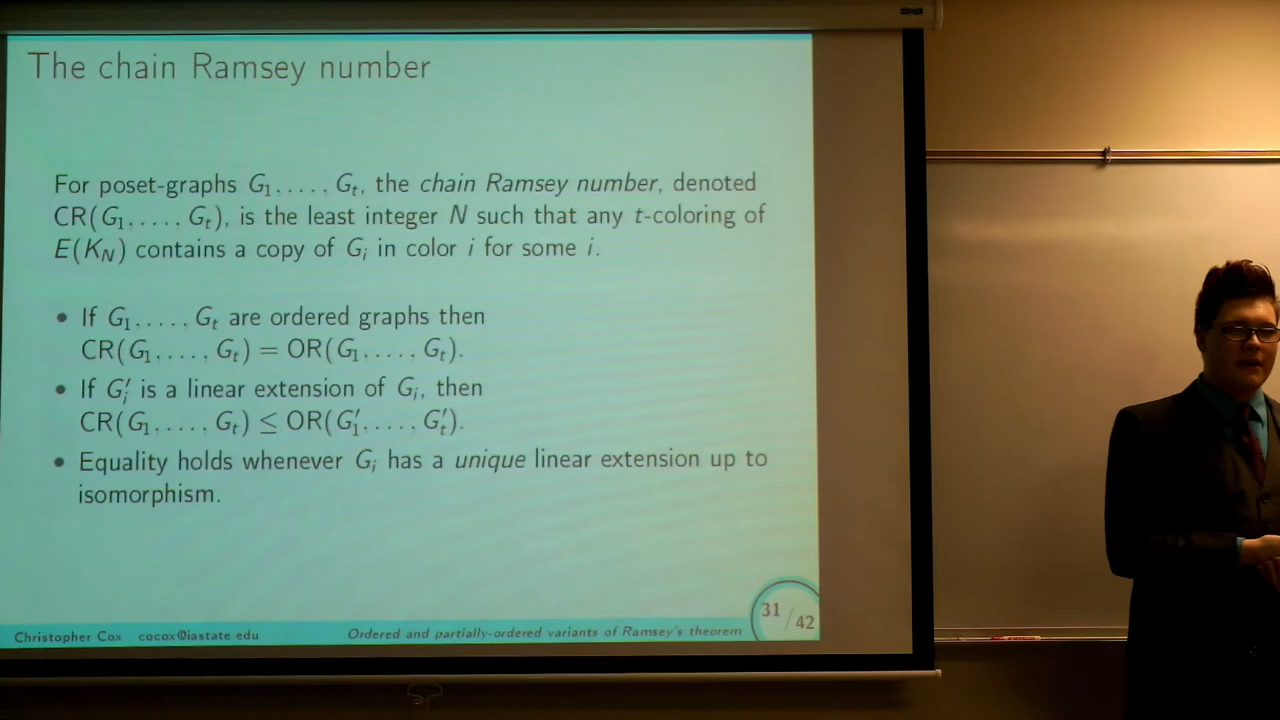 The chain Ramsey number
For poset-graphs G₁, . . . , Gₜ, the chain Ramsey number, denoted
CR(G₁, . . . , Gₜ), is the least integer N such that any t-coloring of
E(K_N) contains a copy of Gᵢ in color i for some i.
• If G₁, . . . , Gₜ are ordered graphs then
CR(G₁, . . . , Gₜ) = OR(G₁, . . . , Gₜ).
• If G′ᵢ is a linear extension of Gᵢ, then
CR(G₁, . . . , Gₜ) ≤ OR(G′₁, . . . , G′ₜ).
• Equality holds whenever Gᵢ has a unique linear extension up to
isomorphism.
31 / 42
Christopher Cox cocox@iastate.edu Ordered and partially-ordered variants of Ramsey's theorem